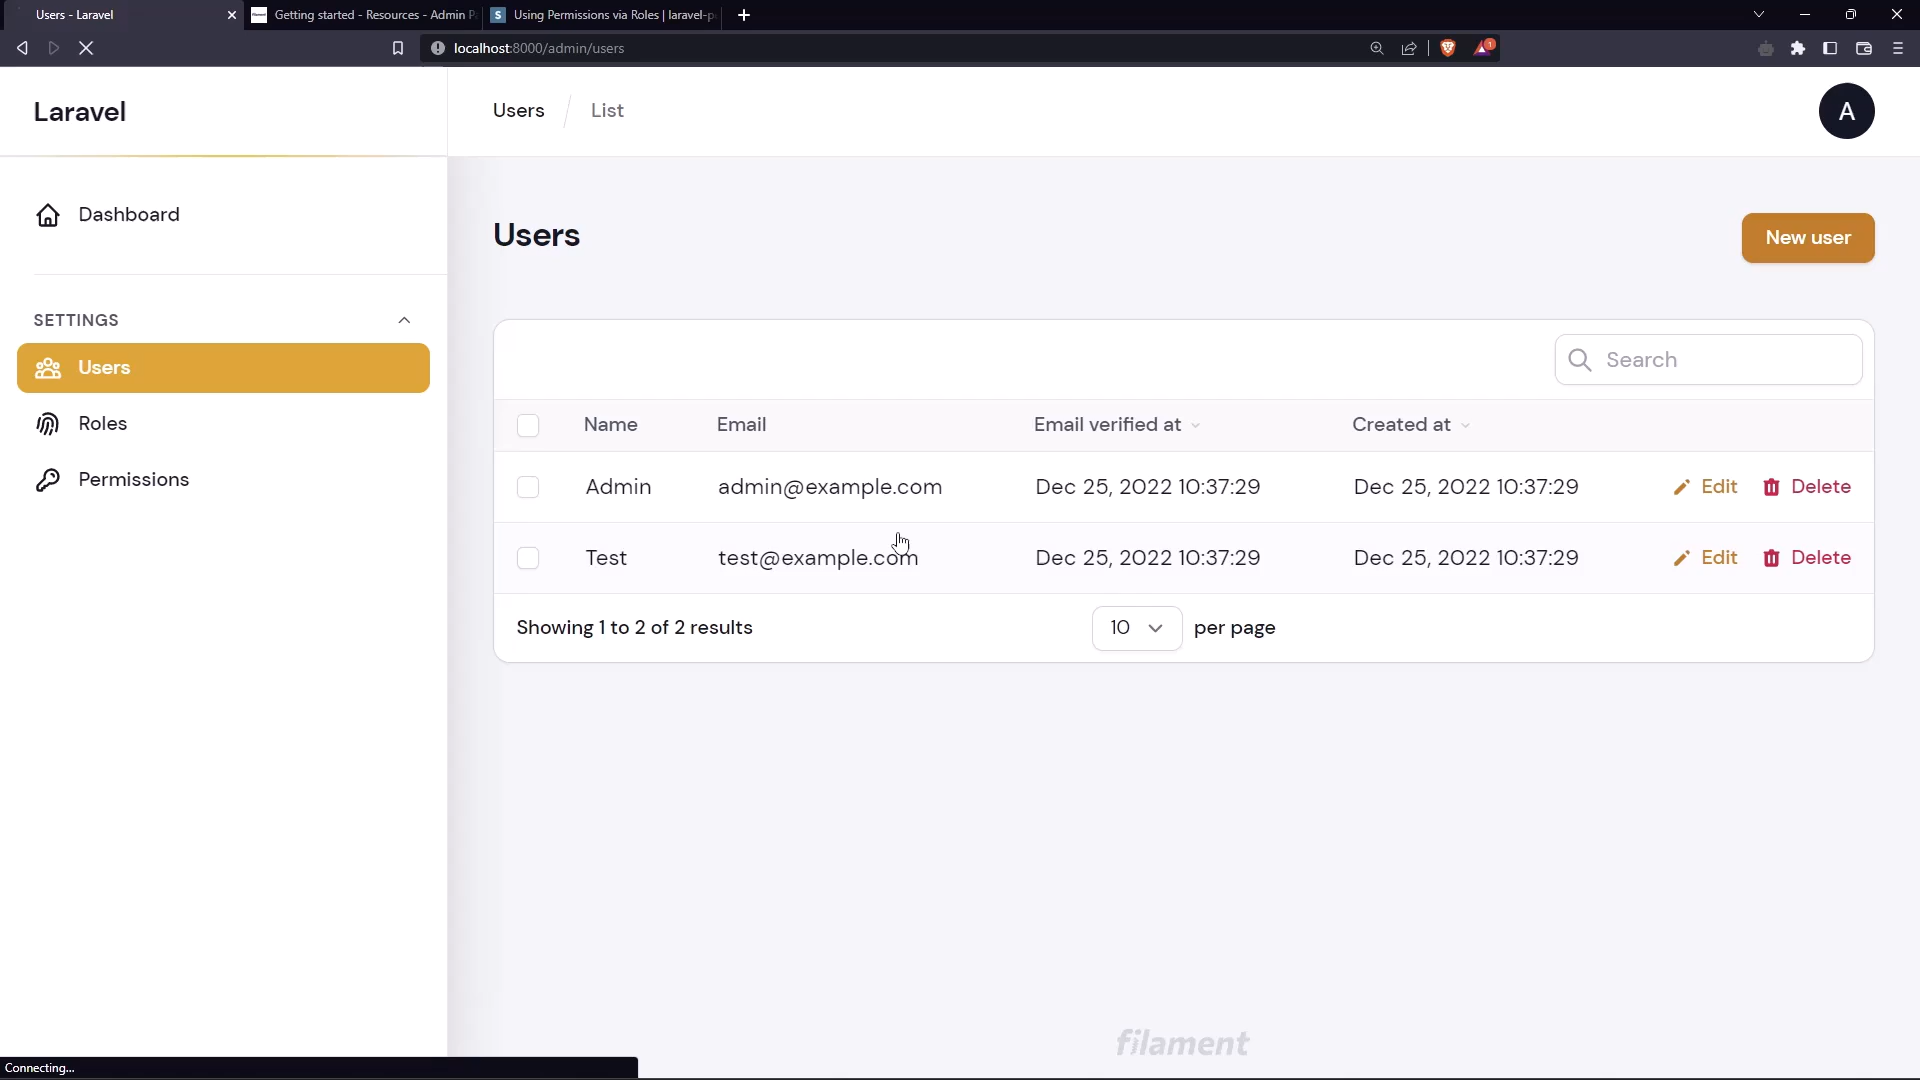 Users - Laravel
Getting started - Resources - Admin P
S Using Permissions via Roles | laravel-p
localhost:8000/admin/users
1
Laravel
Users List
A
Dashboard
Users
New user
SETTINGS
Users
Search
Roles
Name Email Email verified at Created at
Permissions
Admin admin@example.com Dec 25, 2022 10:37:29 Dec 25, 2022 10:37:29 Edit Delete
Test test@example.com Dec 25, 2022 10:37:29 Dec 25, 2022 10:37:29 Edit Delete
Showing 1 to 2 of 2 results 10 per page
filament
Connecting...